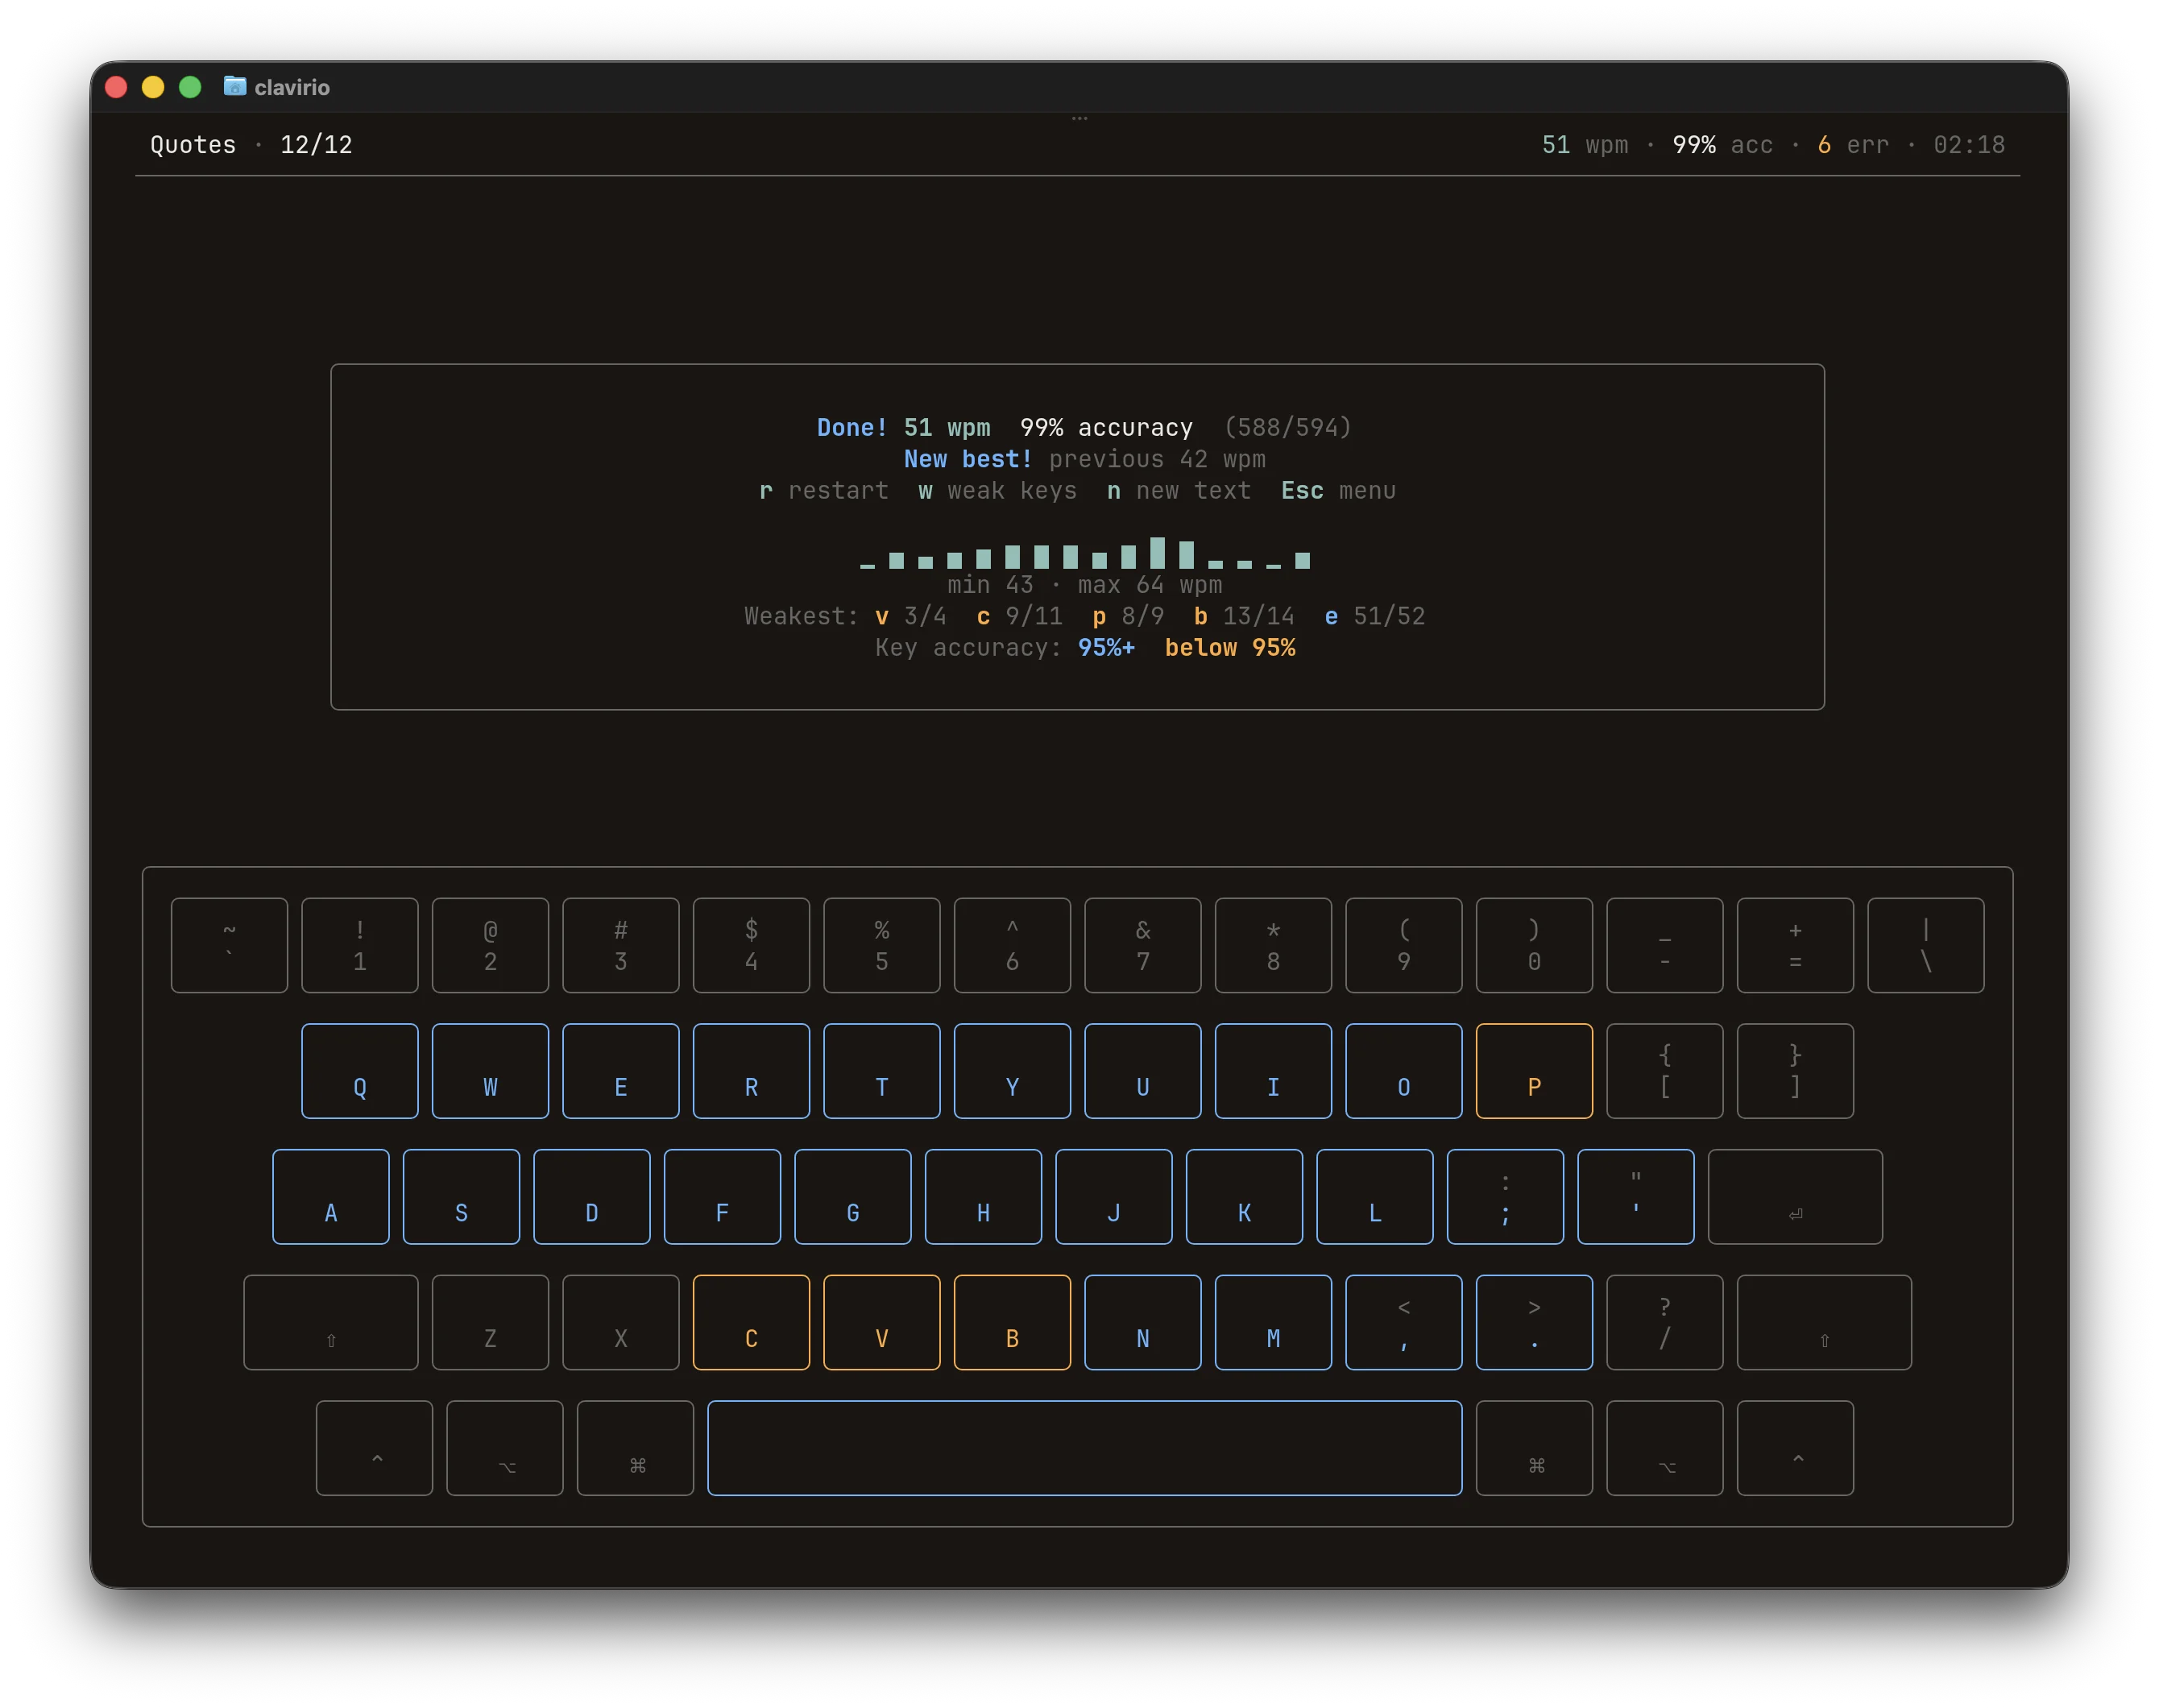 clavirio
...
Quotes · 12/12 51 wpm · 99% acc · 6 err · 02:18
Done! 51 wpm 99% accuracy (588/594)
New best! previous 42 wpm
r restart w weak keys n new text Esc menu
min 43 · max 64 wpm
Weakest: v 3/4 c 9/11 p 8/9 b 13/14 e 51/52
Key accuracy: 95%+ below 95%
~ ! @ # $ % ^ & * ( ) _ + |
` 1 2 3 4 5 6 7 8 9 0 - = \
{ }
Q W E R T Y U I O P [ ]
: "
A S D F G H J K L ; ' ⏎
< > ?
⇧ Z X C V B N M , . / ⇧
^ ⌥ ⌘ ⌘ ⌥ ^